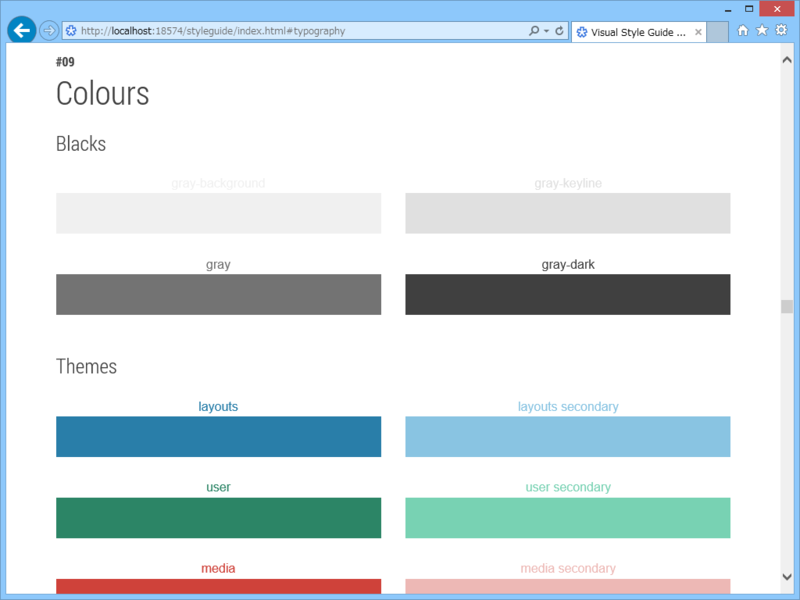 http://localhost:18574/styleguide/index.html#typography
Visual Style Guide ...
#09
Colours
Blacks
gray-background
gray-keyline
gray
gray-dark
Themes
layouts
layouts secondary
user
user secondary
media
media secondary